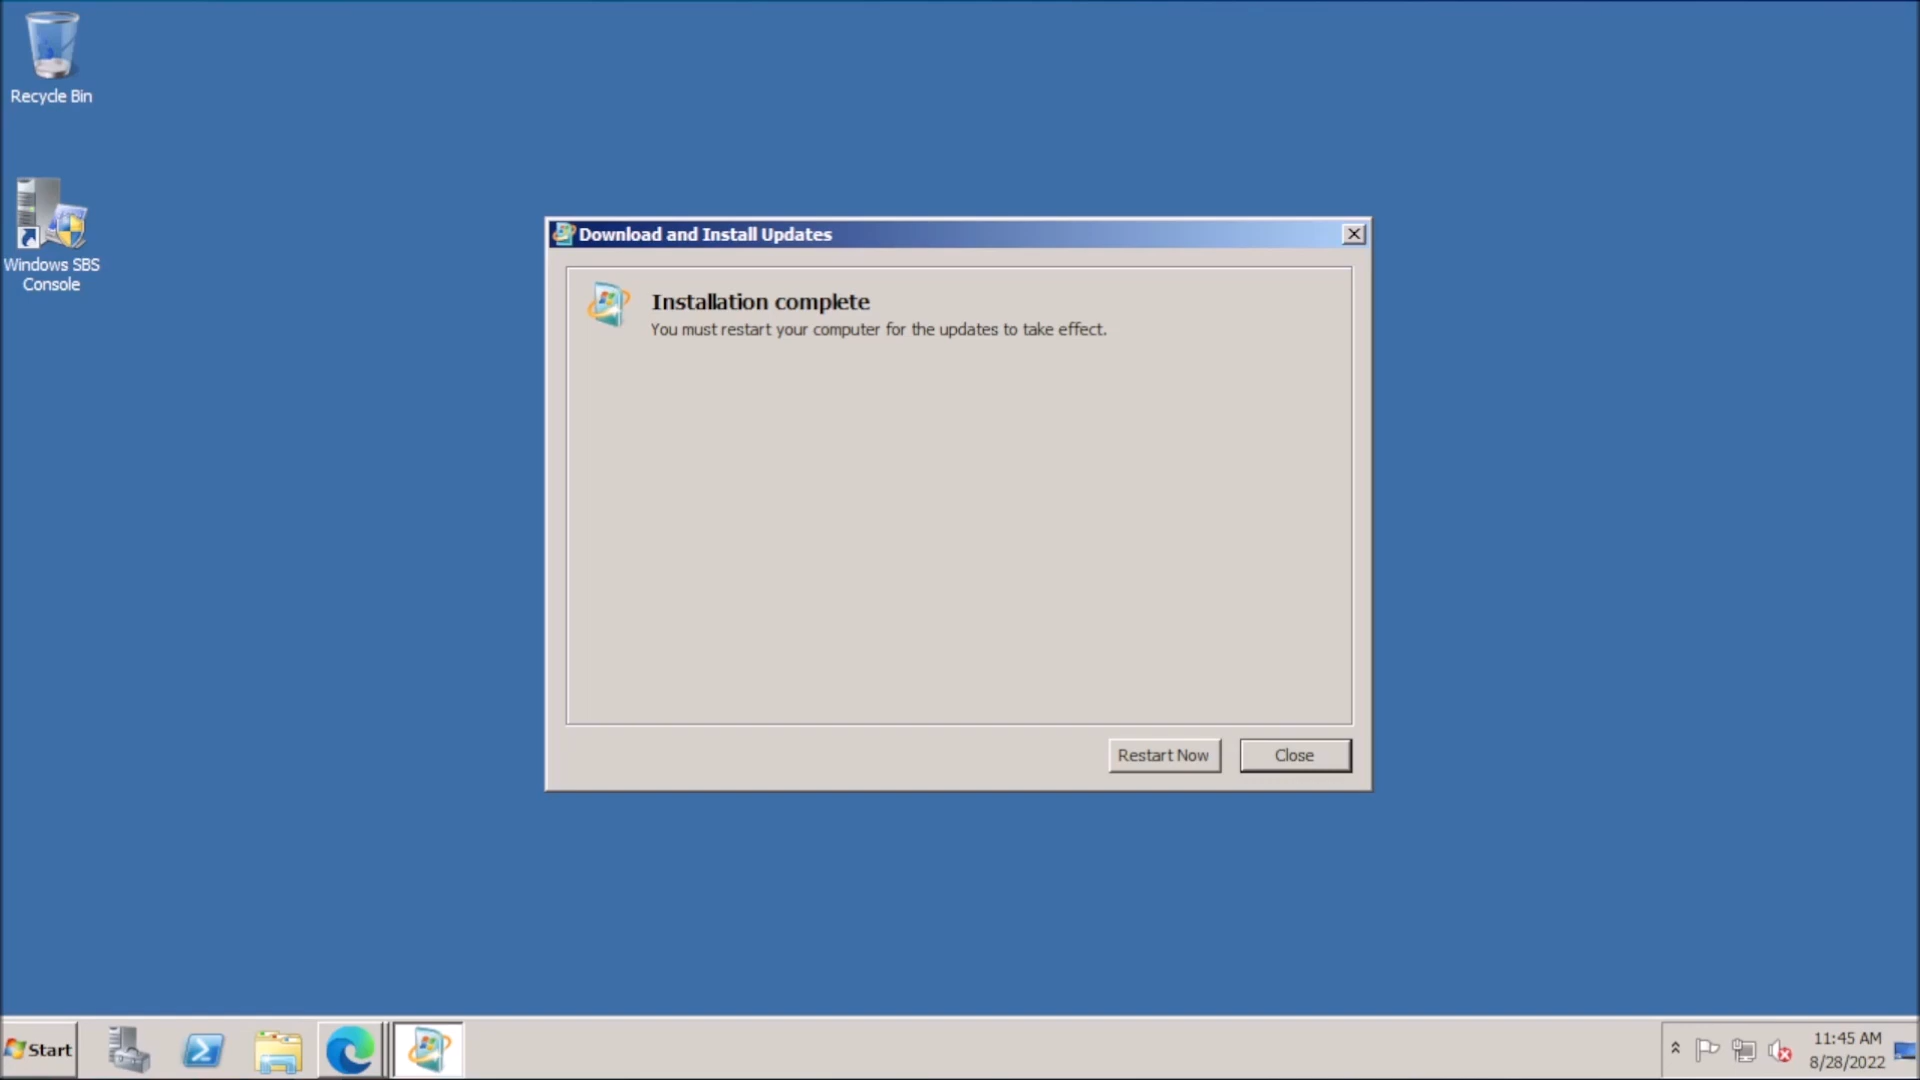 Recycle Bin
Windows SBS
Console
Download and Install Updates
Installation complete
You must restart your computer for the updates to take effect.
Restart Now
Close
Start
11:45 AM
8/28/2022